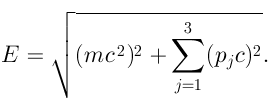 E = \sqrt{(mc^2)^2 + \sum_{j=1}^{3} (p_j c)^2}.